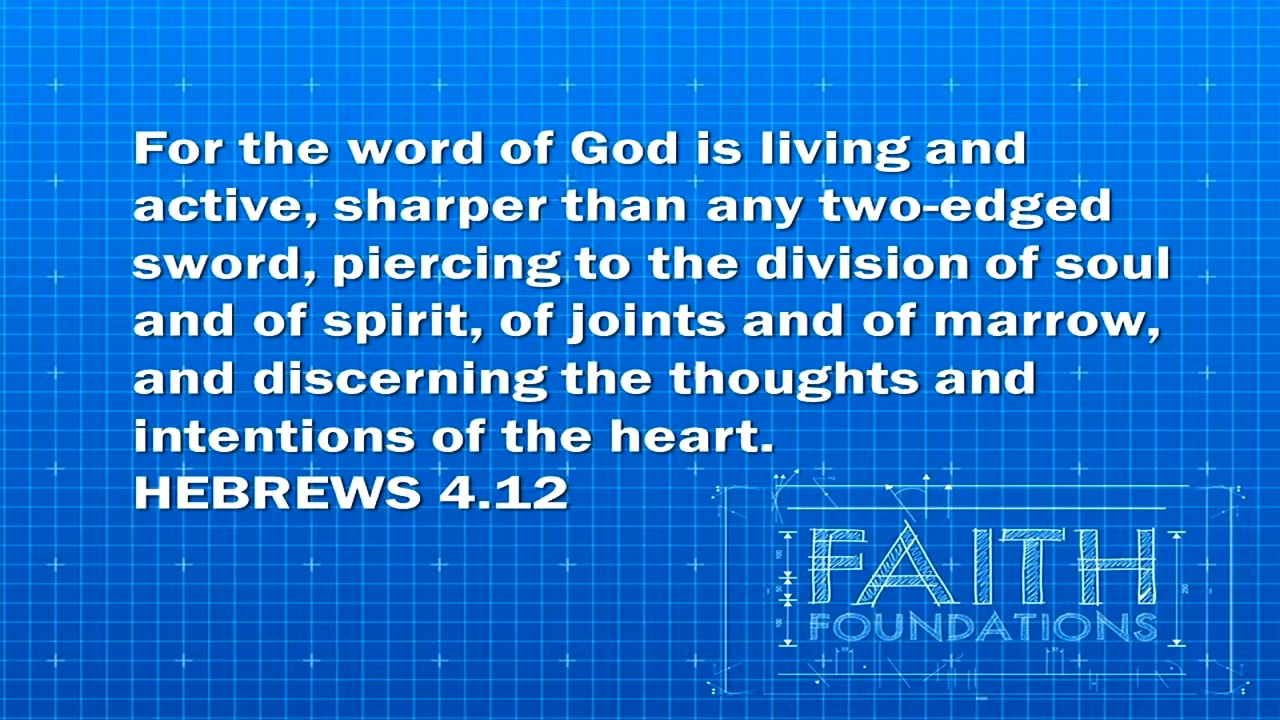 For the word of God is living and
active, sharper than any two-edged
sword, piercing to the division of soul
and of spirit, of joints and of marrow,
and discerning the thoughts and
intentions of the heart.
HEBREWS 4.12
FAITH
FOUNDATIONS